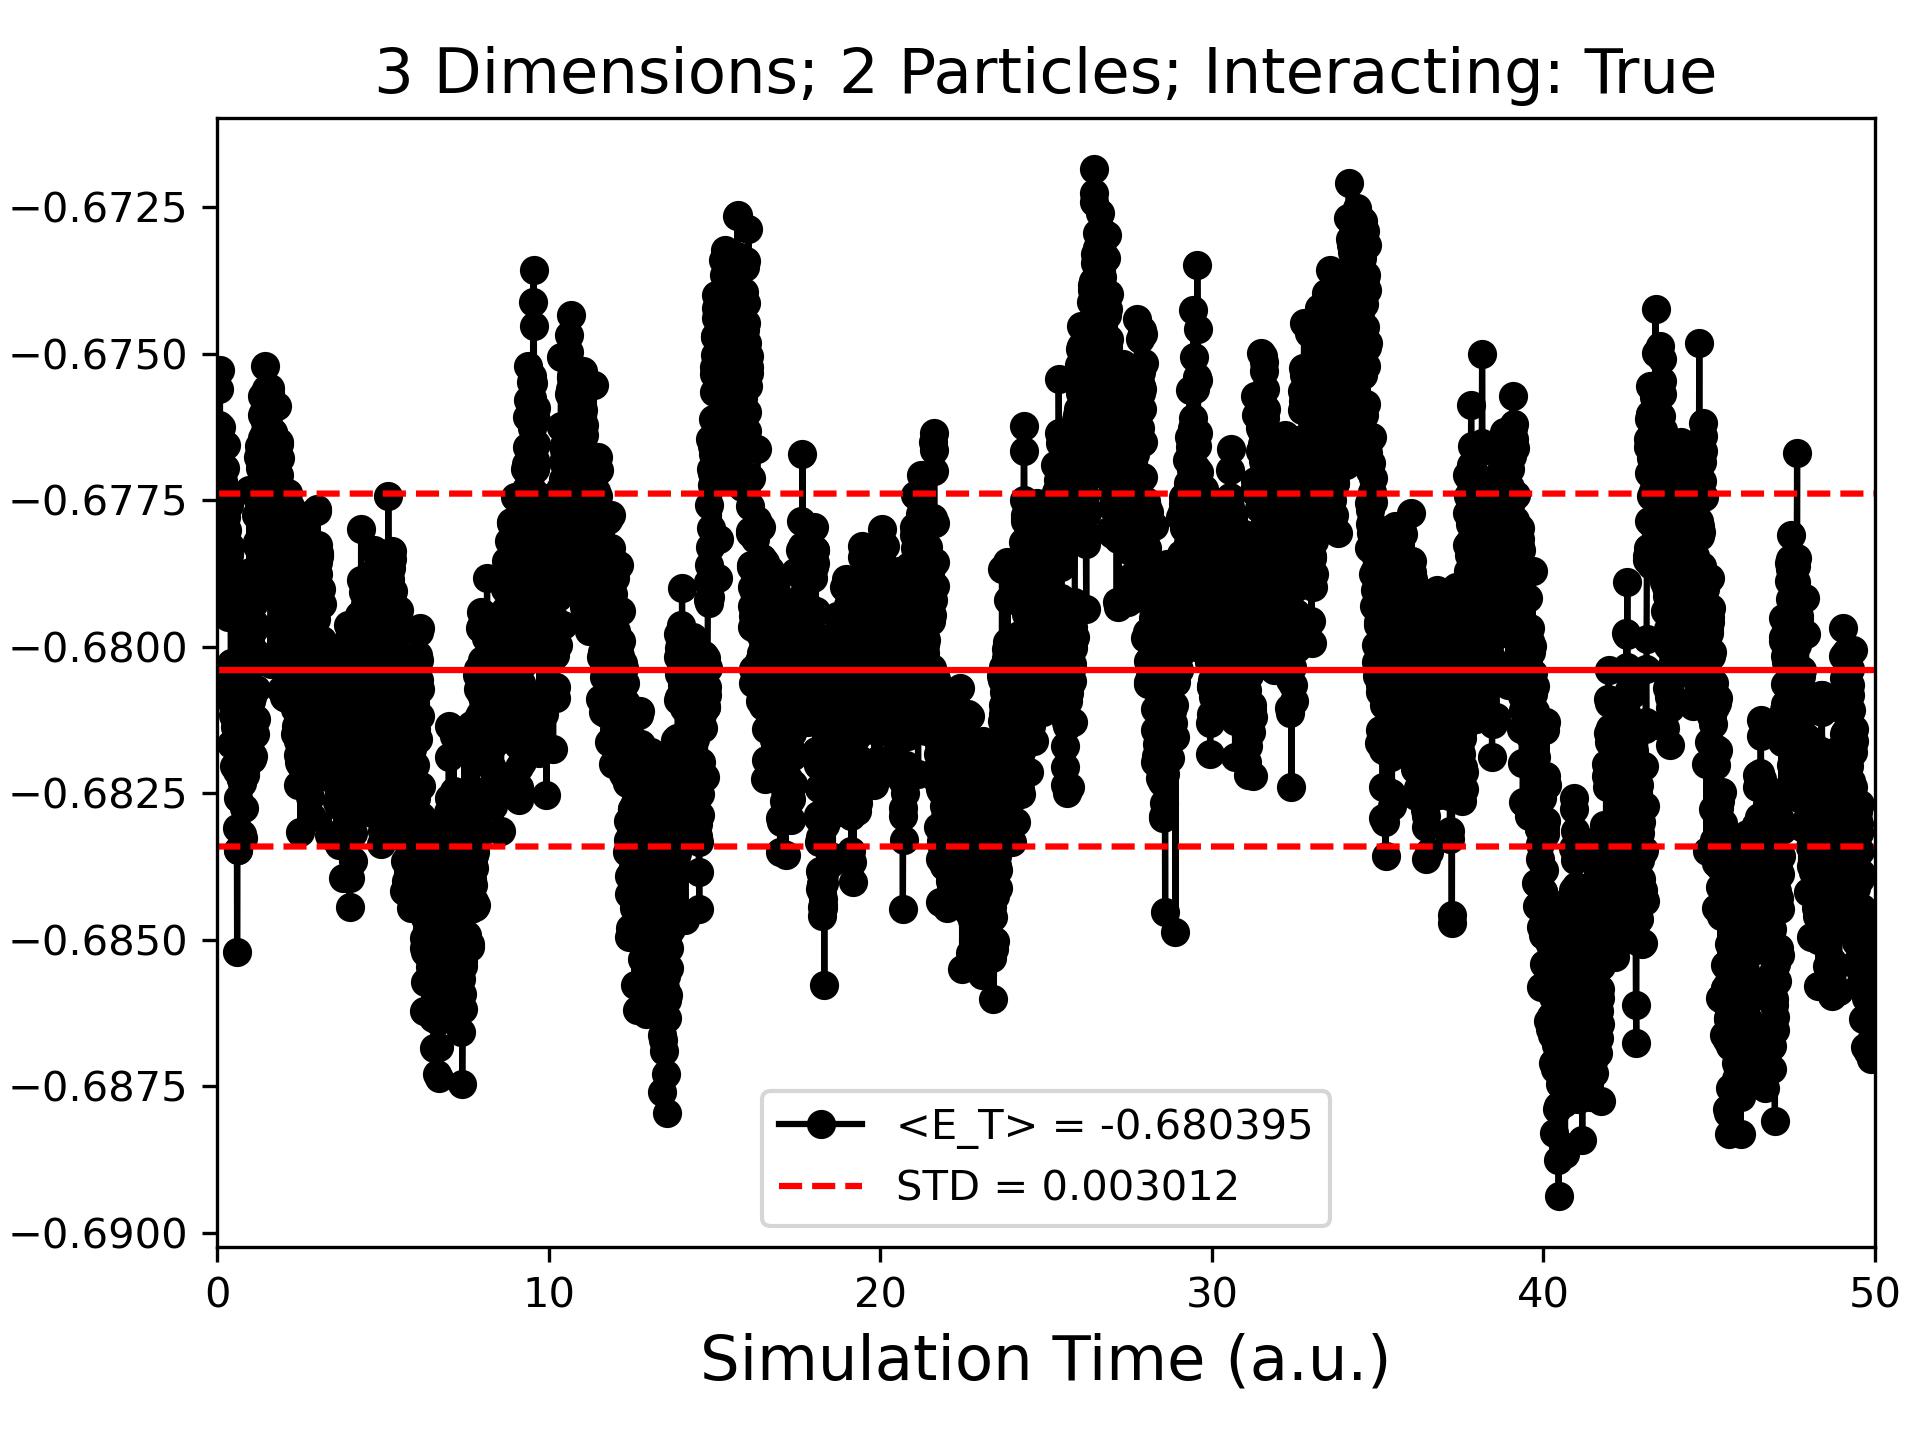 3 Dimensions; 2 Particles; Interacting: True
−0.6725
−0.6750
−0.6775
−0.6800
−0.6825
−0.6850
−0.6875
−0.6900
<E_T> = -0.680395
STD = 0.003012
0 10 20 30 40 50
Simulation Time (a.u.)